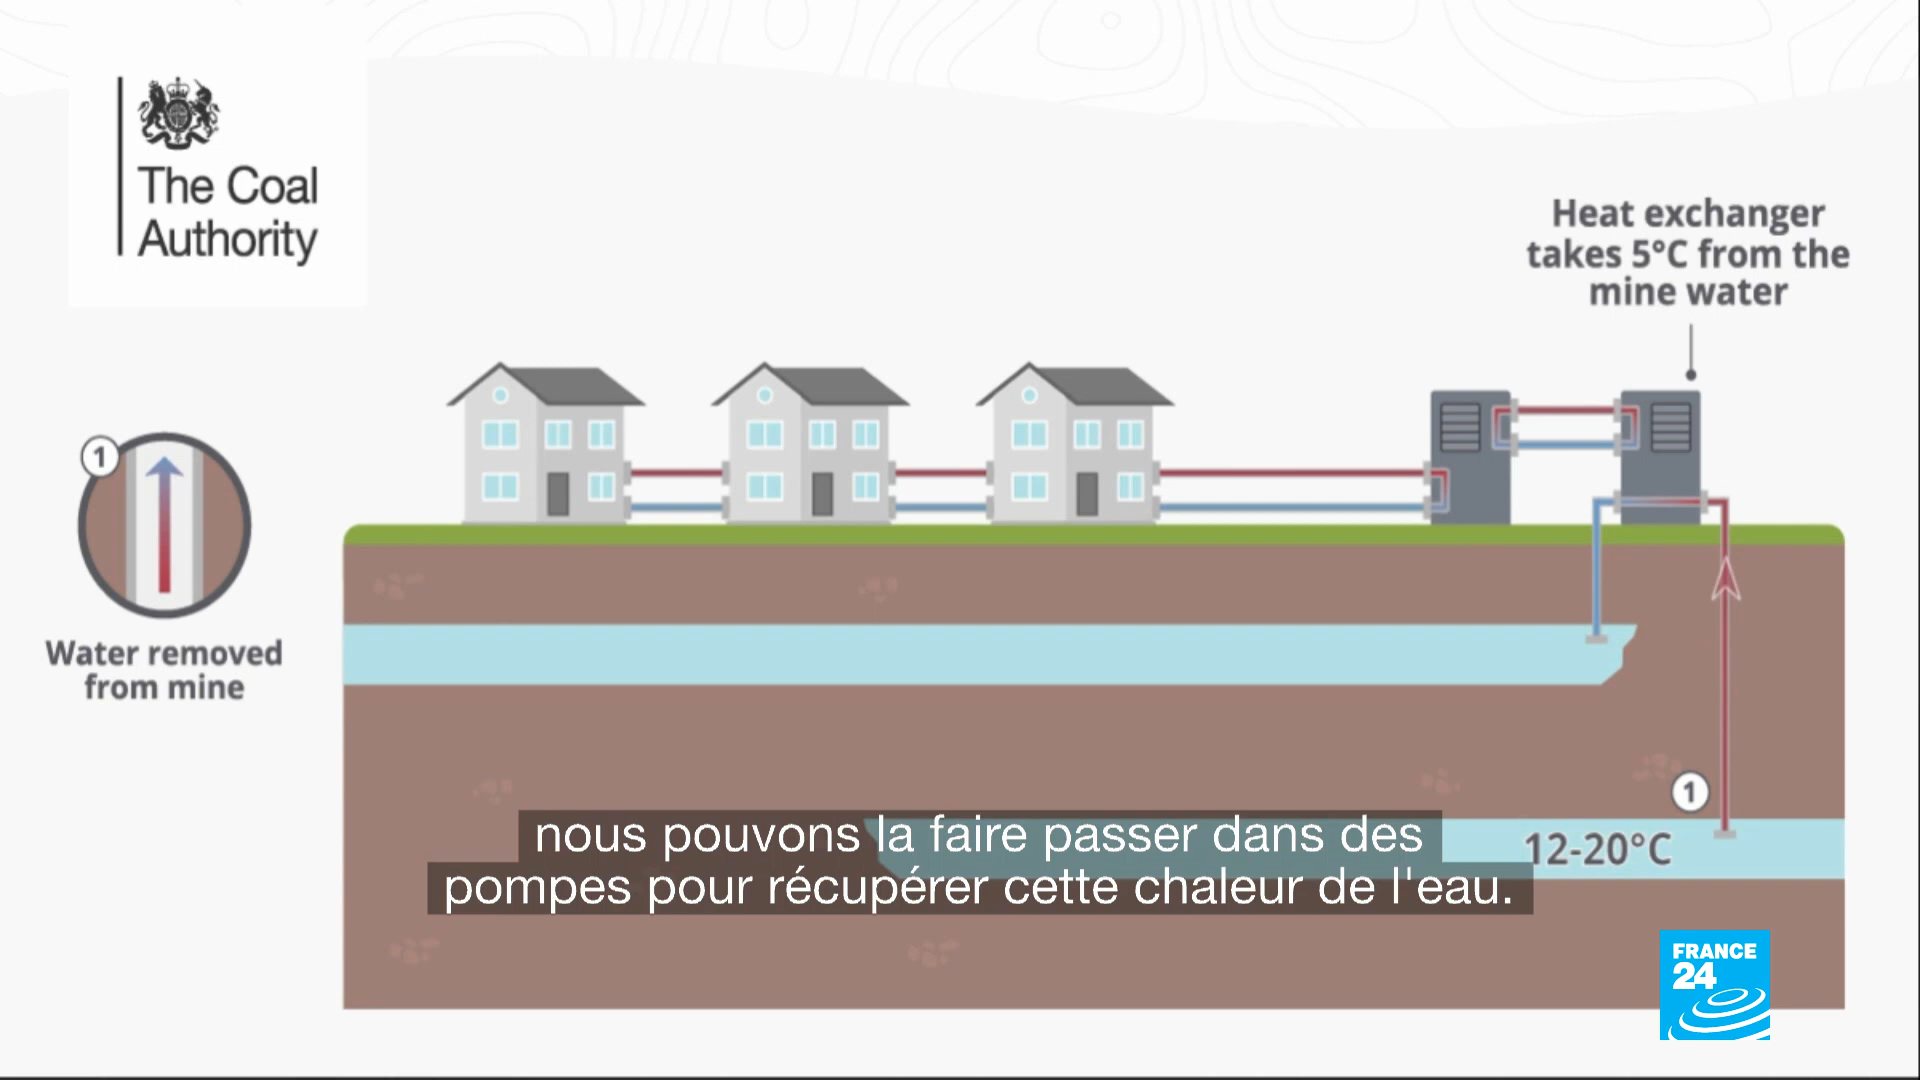 The Coal
Authority
Heat exchanger
takes 5°C from the
mine water
1
Water removed
from mine
1
12-20°C
nous pouvons la faire passer dans des
pompes pour récupérer cette chaleur de l'eau.
FRANCE
24